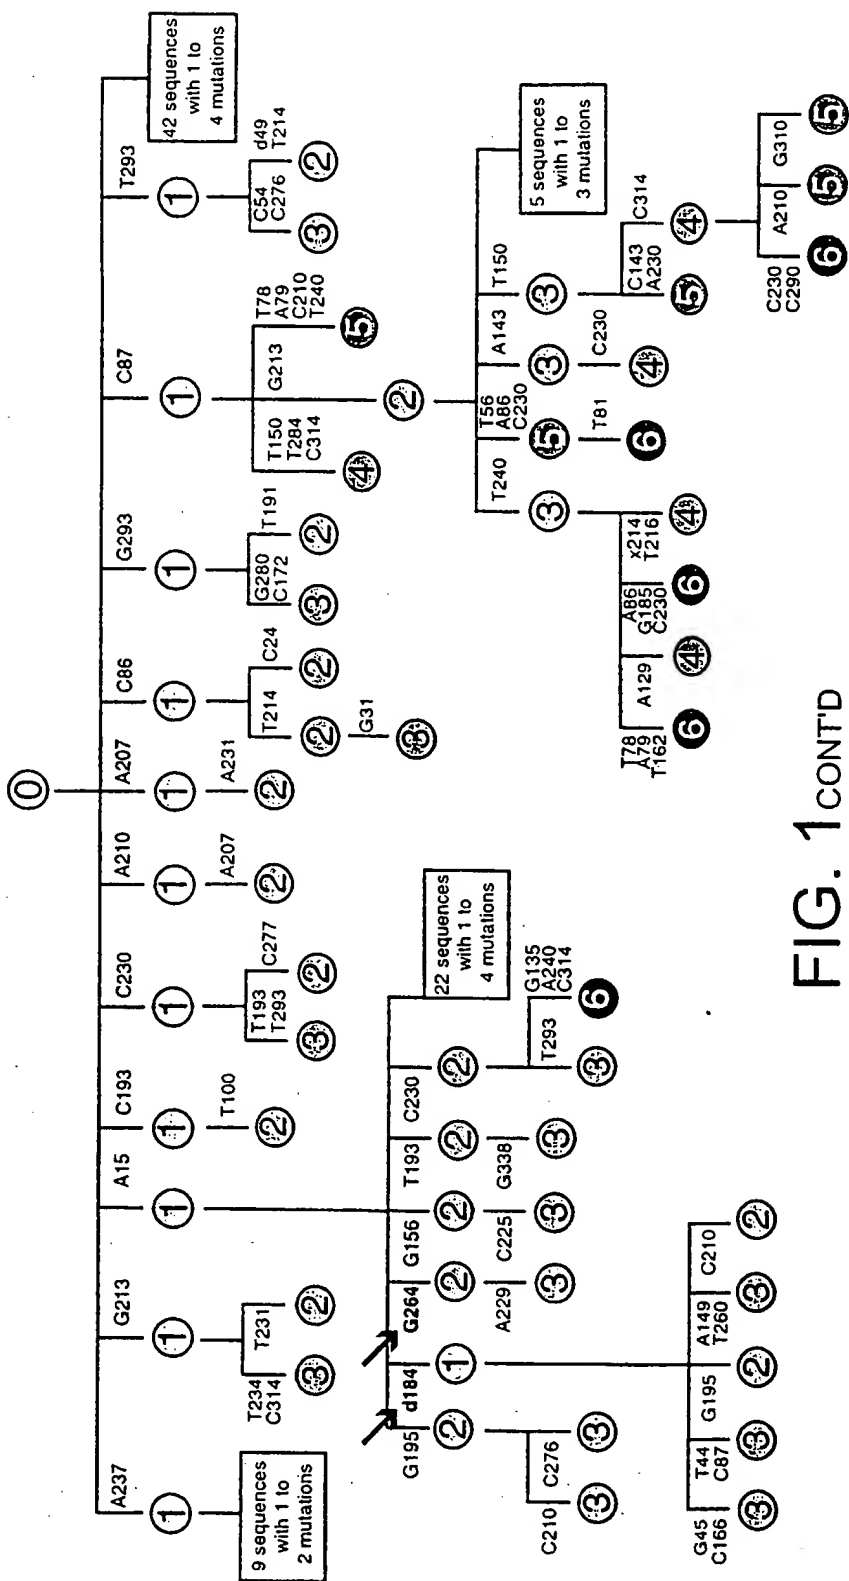 0
A237
G213
A15
C193
C230
A210
A207
C86
G293
C87
T293
1
1
1
1
1
1
1
1
1
1
1
9 sequences
with 1 to
2 mutations
T234
C314
T231
3
2
T100
2
T193
T293
C277
3
2
A207
2
A231
2
T214
C24
2
2
G31
3
G280
C172
T191
3
2
T150
T284
C314
G213
T78
A79
C210
T240
4
2
5
C54
C276
d49
T214
3
2
42 sequences
with 1 to
4 mutations
G195
d184
G264
G156
T193
C230
2
1
2
2
2
2
22 sequences
with 1 to
4 mutations
C210
C276
3
3
A229
3
C225
3
G338
3
T293
G135
A240
C314
3
6
G45
C166
T44
C87
G195
A149
T260
C210
3
3
2
3
2
T240
T56
A86
C230
A143
T150
3
5
3
3
5 sequences
with 1 to
3 mutations
T81
6
C230
4
C143
A230
C314
5
4
T78
A79
T162
A129
A86
G185
C230
x214
T216
6
4
6
4
C230
C290
A210
G310
6
5
5
FIG. 1 CONT'D